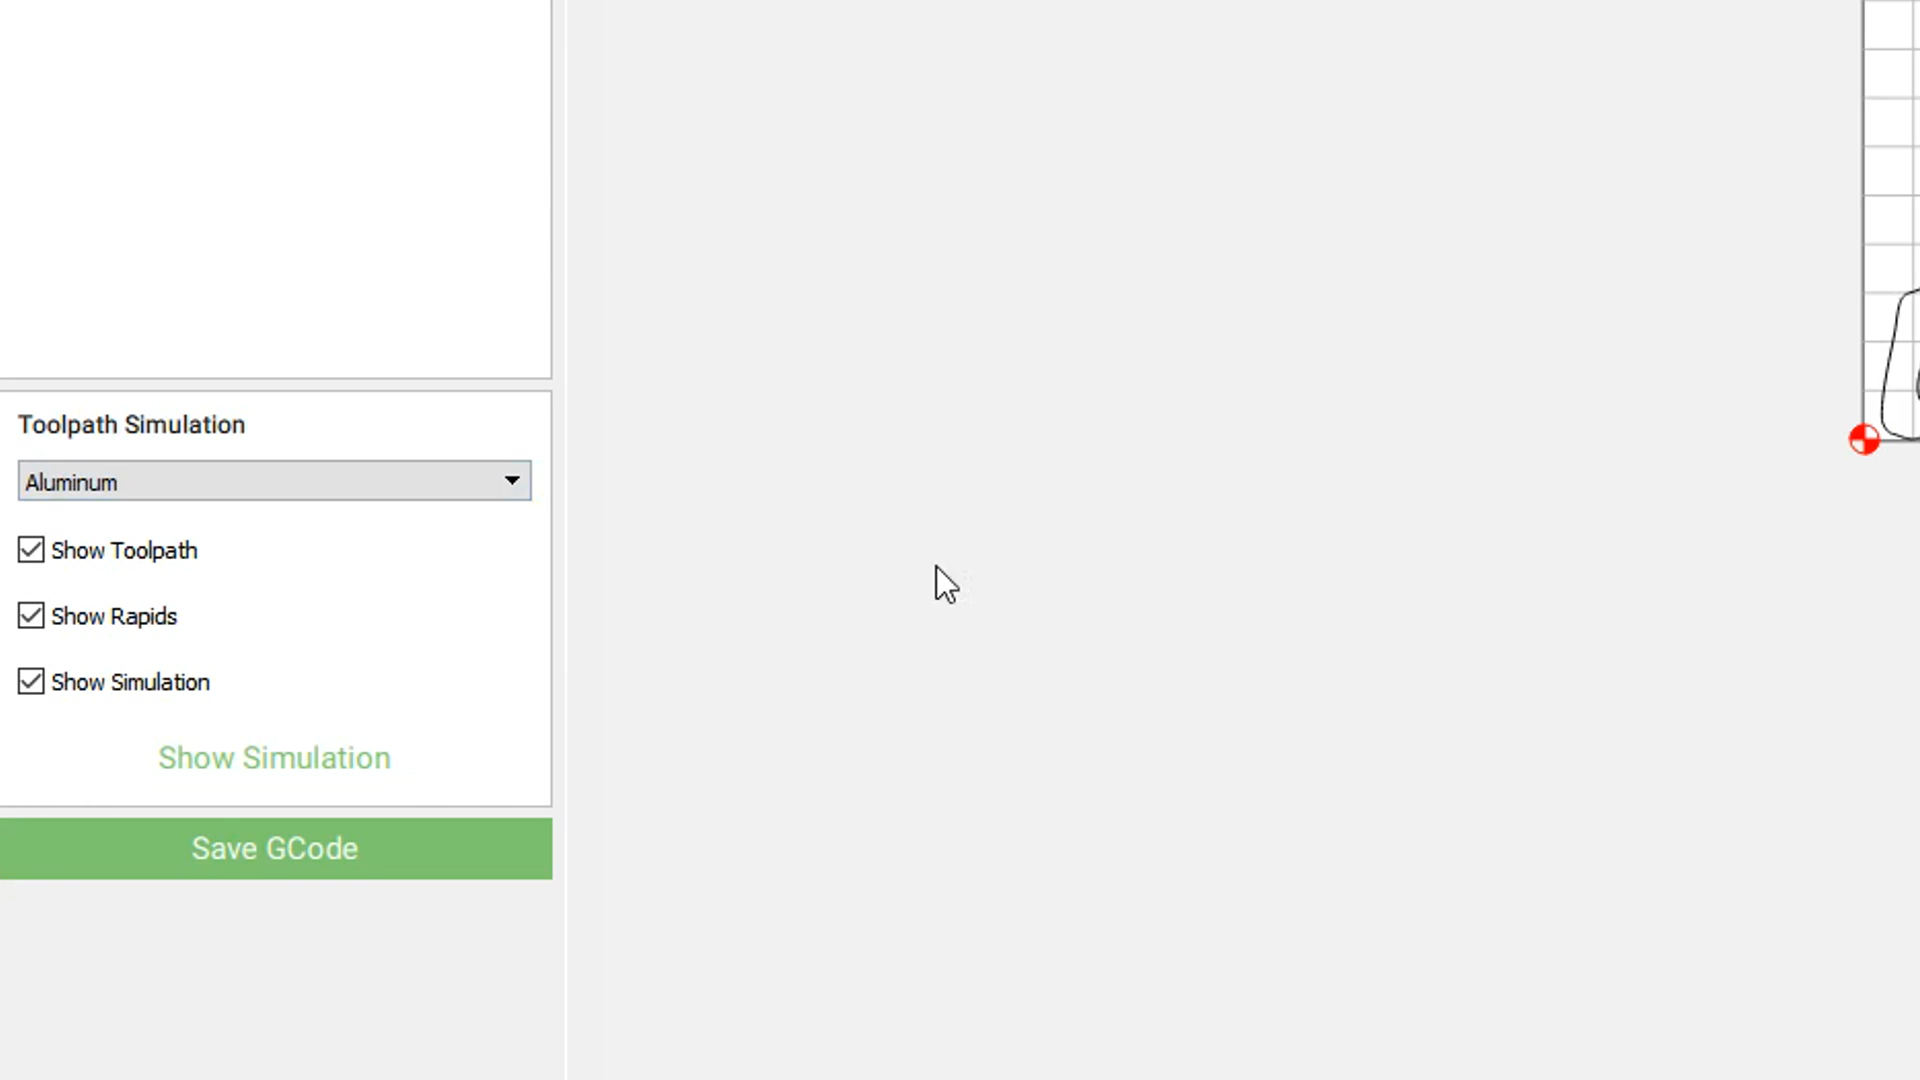 Toolpath Simulation
Aluminum
Show Toolpath
Show Rapids
Show Simulation
Show Simulation
Save GCode